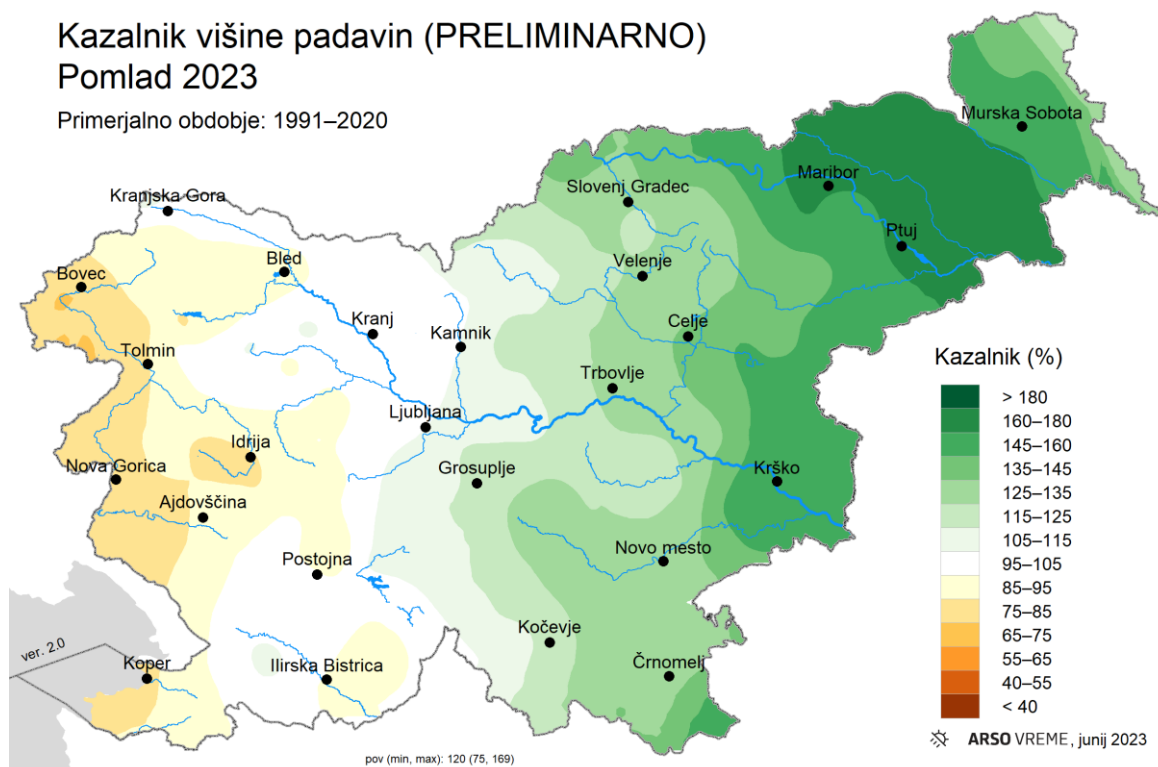 Kazalnik višine padavin (PRELIMINARNO)
Pomlad 2023
Primerjalno obdobje: 1991–2020
Murska Sobota
Maribor
Slovenj Gradec
Kranjska Gora
Ptuj
Bled
Velenje
Bovec
Kranj
Kamnik
Celje
Tolmin
Trbovlje
Ljubljana
Idrija
Nova Gorica
Grosuplje
Krško
Ajdovščina
Postojna
Novo mesto
Kočevje
ver. 2.0
Koper
Ilirska Bistrica
Črnomelj
Kazalnik (%)
> 180
160–180
145–160
135–145
125–135
115–125
105–115
95–105
85–95
75–85
65–75
55–65
40–55
< 40
ARSO VREME, junij 2023
pov (min, max): 120 (75, 169)